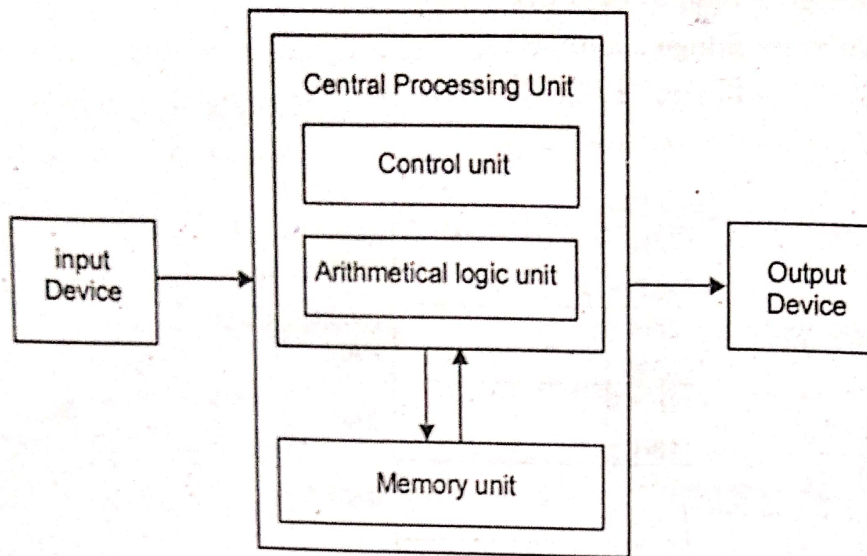 Central Processing Unit
Control unit
input
Device
Arithmetical logic unit
Output
Device
Memory unit